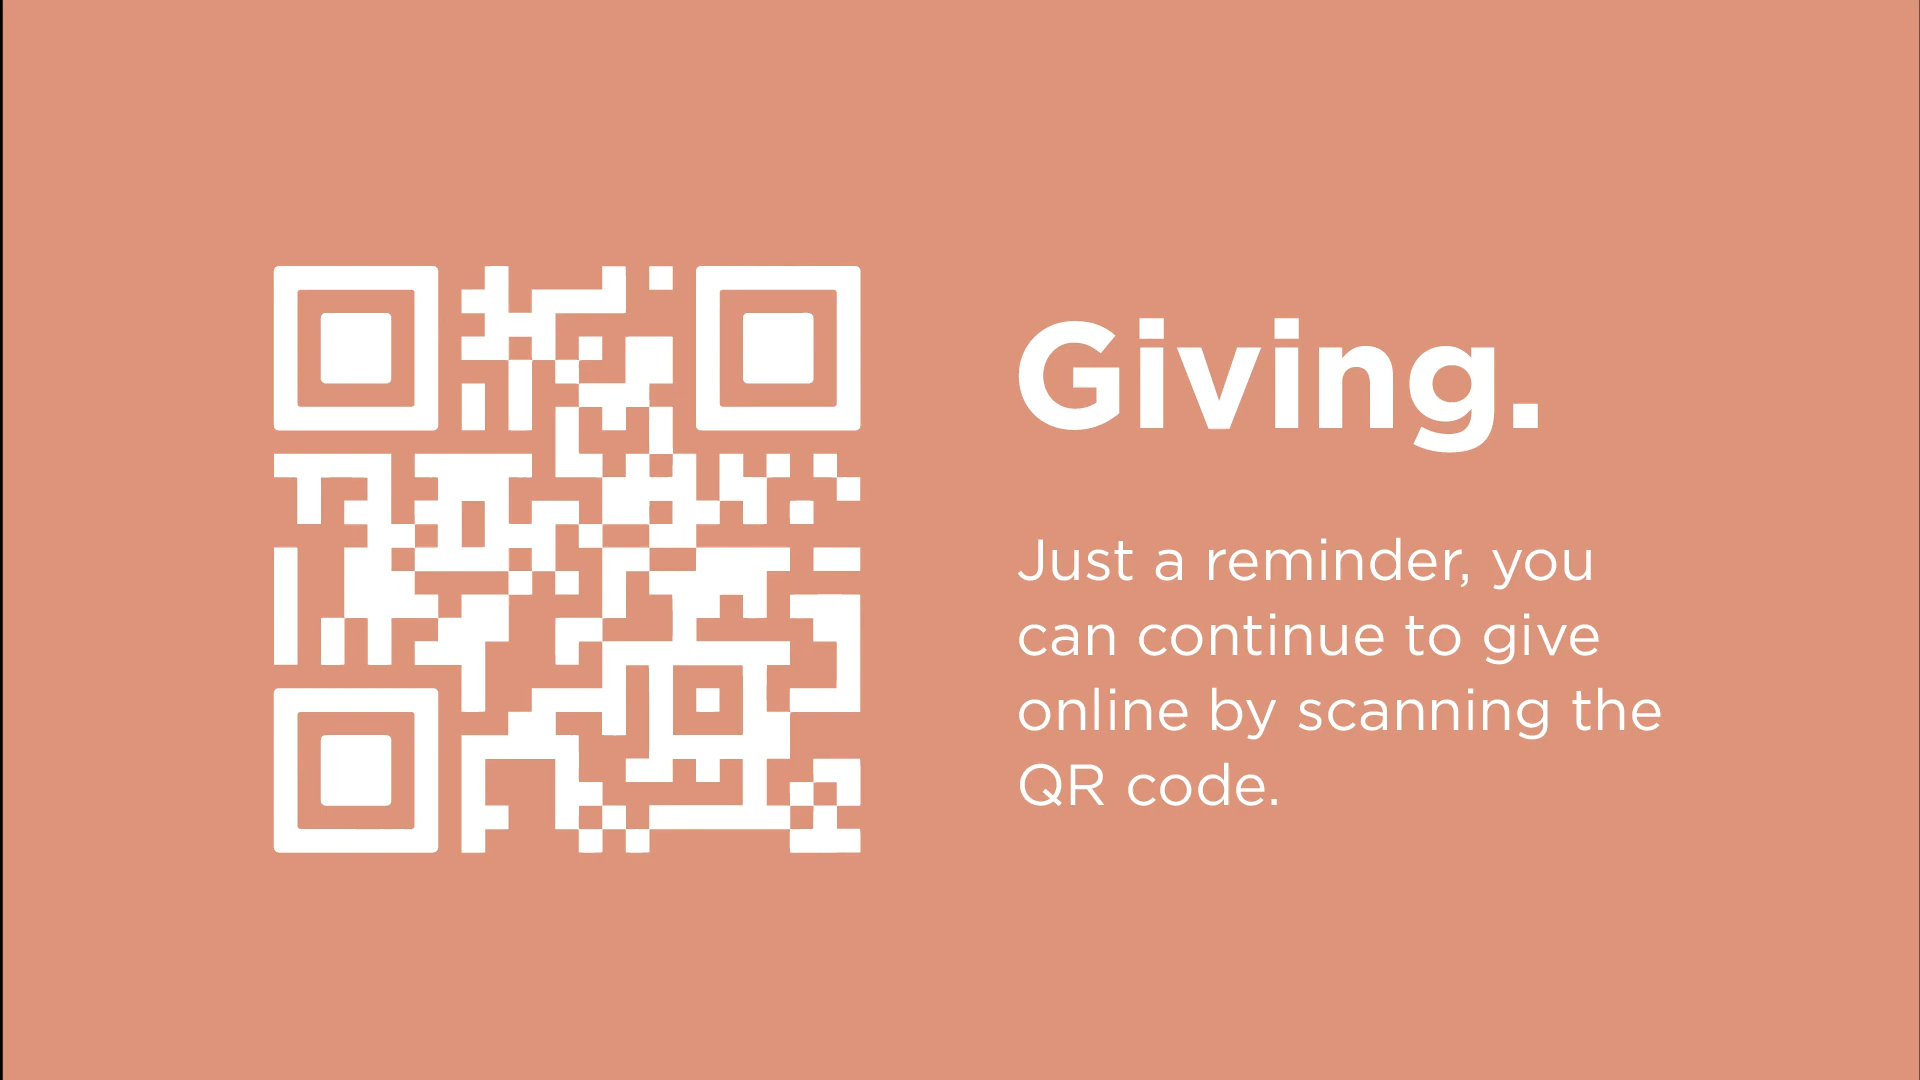 Giving.
Just a reminder, you
can continue to give
online by scanning the
QR code.